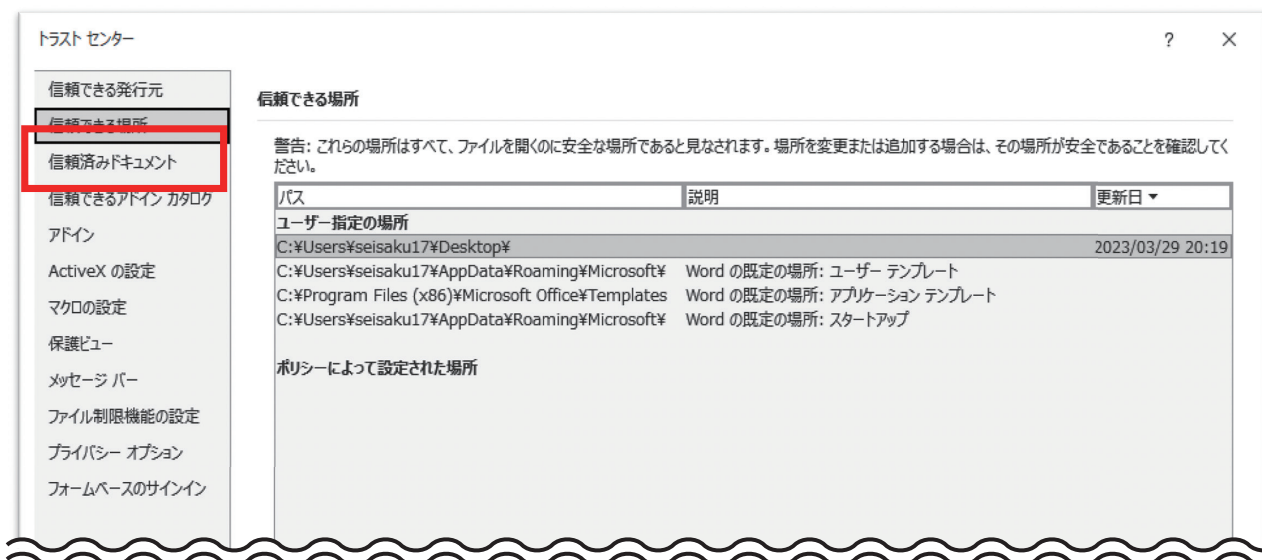 トラスト センター
? ×
信頼できる発行元
信頼できる場所
信頼済みドキュメント
信頼できるアドイン カタログ
アドイン
ActiveX の設定
マクロの設定
保護ビュー
メッセージ バー
ファイル制限機能の設定
プライバシー オプション
フォームベースのサインイン
信頼できる場所
警告: これらの場所はすべて、ファイルを開くのに安全な場所であると見なされます。場所を変更または追加する場合は、その場所が安全であることを確認してく
ださい。
パス 説明 更新日▼
ユーザー指定の場所
C:¥Users¥seisaku17¥Desktop¥ 2023/03/29 20:19
C:¥Users¥seisaku17¥AppData¥Roaming¥Microsoft¥ Word の既定の場所: ユーザー テンプレート
C:¥Program Files (x86)¥Microsoft Office¥Templates Word の既定の場所: アプリケーション テンプレート
C:¥Users¥seisaku17¥AppData¥Roaming¥Microsoft¥ Word の既定の場所: スタートアップ
ポリシーによって設定された場所